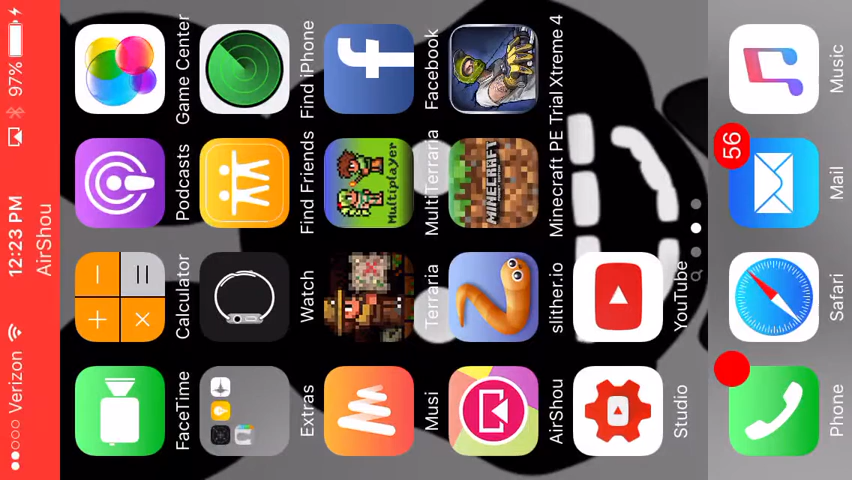 Verizon 12:23 PM 97%
AirShou
FaceTime Calculator Podcasts Game Center
Extras Watch Find Friends Find iPhone
Multiplayer
Musi Terraria MultiTerraria Facebook
MINECRAFT
AirShou slither.io Minecraft PE Trial Xtreme 4
Studio YouTube
56
Phone Safari Mail Music